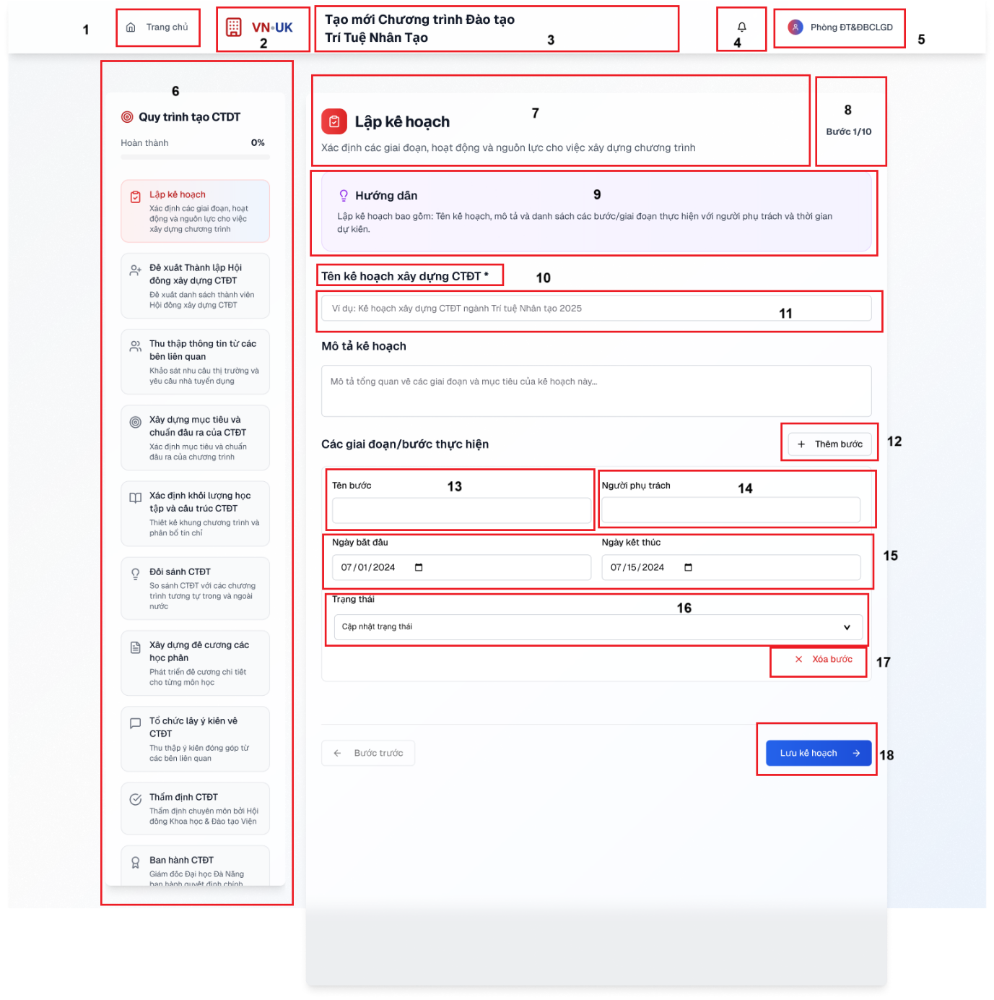 1
Trang chủ
VN-UK
2
Tạo mới Chương trình Đào tạo
Trí Tuệ Nhân Tạo
3
4
Phòng ĐT&ĐBCLGD
5
6
Quy trình tạo CTDT
Hoàn thành
0%
Lập kế hoạch
Xác định các giai đoạn, hoạt
động và nguồn lực cho việc
xây dựng chương trình
Đề xuất Thành lập Hội
đồng xây dựng CTĐT
Đề xuất danh sách thành viên
Hội đồng xây dựng CTĐT
Thu thập thông tin từ các
bên liên quan
Khảo sát nhu cầu thị trường và
yêu cầu nhà tuyển dụng
Xây dựng mục tiêu và
chuẩn đầu ra của CTĐT
Xác định mục tiêu và chuẩn
đầu ra của chương trình
Xác định khối lượng học
tập và cấu trúc CTĐT
Thiết kế khung chương trình và
phân bổ tín chỉ
Đối sánh CTĐT
So sánh CTĐT với các chương
trình tương tự trong và ngoài
nước
Xây dựng đề cương các
học phần
Phát triển đề cương chi tiết
cho từng môn học
Tổ chức lấy ý kiến về
CTĐT
Thu thập ý kiến đóng góp từ
các bên liên quan
Thẩm định CTĐT
Thẩm định chuyên môn bởi Hội
đồng Khoa học & Đào tạo Viện
Ban hành CTĐT
Giám đốc Đại học Đà Nẵng
ban hành quyết định chính
7
Lập kế hoạch
Xác định các giai đoạn, hoạt động và nguồn lực cho việc xây dựng chương trình
8
Bước 1/10
Hướng dẫn
9
Lập kế hoạch bao gồm: Tên kế hoạch, mô tả và danh sách các bước/giai đoạn thực hiện với người phụ trách và thời gian
dự kiến.
Tên kế hoạch xây dựng CTĐT *
10
Ví dụ: Kế hoạch xây dựng CTĐT ngành Trí tuệ Nhân tạo 2025
11
Mô tả kế hoạch
Mô tả tổng quan về các giai đoạn và mục tiêu của kế hoạch này...
Các giai đoạn/bước thực hiện
+ Thêm bước
12
Tên bước
13
Người phụ trách
14
Ngày bắt đầu
07/01/2024
Ngày kết thúc
07/15/2024
15
Trạng thái
16
Cập nhật trạng thái
Xóa bước
17
Bước trước
Lưu kế hoạch
18